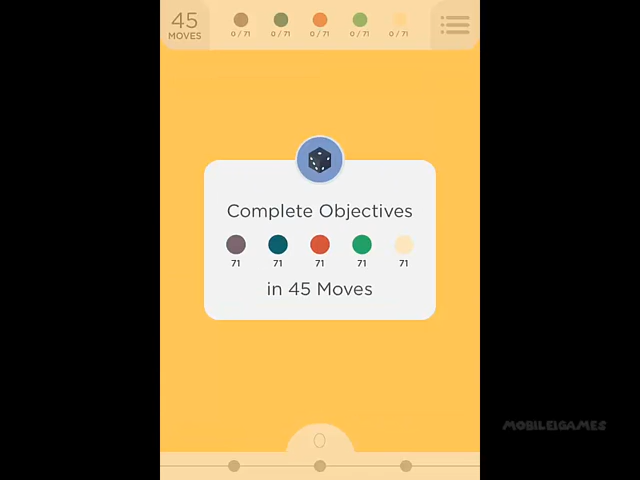 45
MOVES
0 / 71 0 / 71 0 / 71 0 / 71 0 / 71
Complete Objectives
71 71 71 71 71
in 45 Moves
MOBILEIGAMES
0